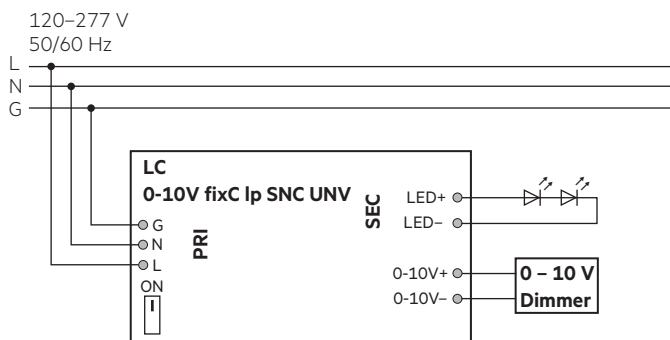 120–277 V
50/60 Hz
L
N
G
LC
0-10V fixC lp SNC UNV
PRI
SEC
G
N
L
ON
LED+
LED–
0-10V+
0-10V–
0 – 10 V
Dimmer